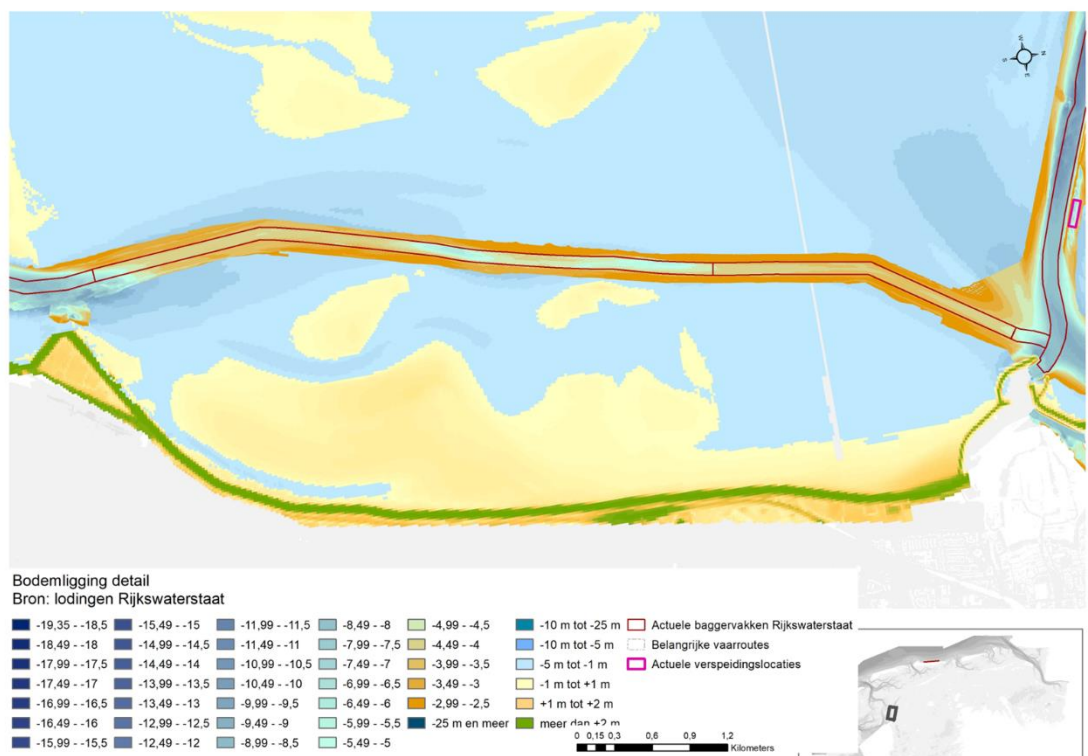 W
N
S
E
Bodemligging detail
Bron: lodingen Rijkswaterstaat
-19,35 - -18,5
-18,49 - -18
-17,99 - -17,5
-17,49 - -17
-16,99 - -16,5
-16,49 - -16
-15,99 - -15,5
-15,49 - -15
-14,99 - -14,5
-14,49 - -14
-13,99 - -13,5
-13,49 - -13
-12,99 - -12,5
-12,49 - -12
-11,99 - -11,5
-11,49 - -11
-10,99 - -10,5
-10,49 - -10
-9,99 - -9,5
-9,49 - -9
-8,99 - -8,5
-8,49 - -8
-7,99 - -7,5
-7,49 - -7
-6,99 - -6,5
-6,49 - -6
-5,99 - -5,5
-5,49 - -5
-4,99 - -4,5
-4,49 - -4
-3,99 - -3,5
-3,49 - -3
-2,99 - -2,5
-25 m en meer
-10 m tot -25 m
-10 m tot -5 m
-5 m tot -1 m
-1 m tot +1 m
+1 m tot +2 m
meer dan +2 m
Actuele baggervakken Rijkswaterstaat
Belangrijke vaarroutes
Actuele verspeidingslocaties
0 0,15 0,3 0,6 0,9 1,2
Kilometers